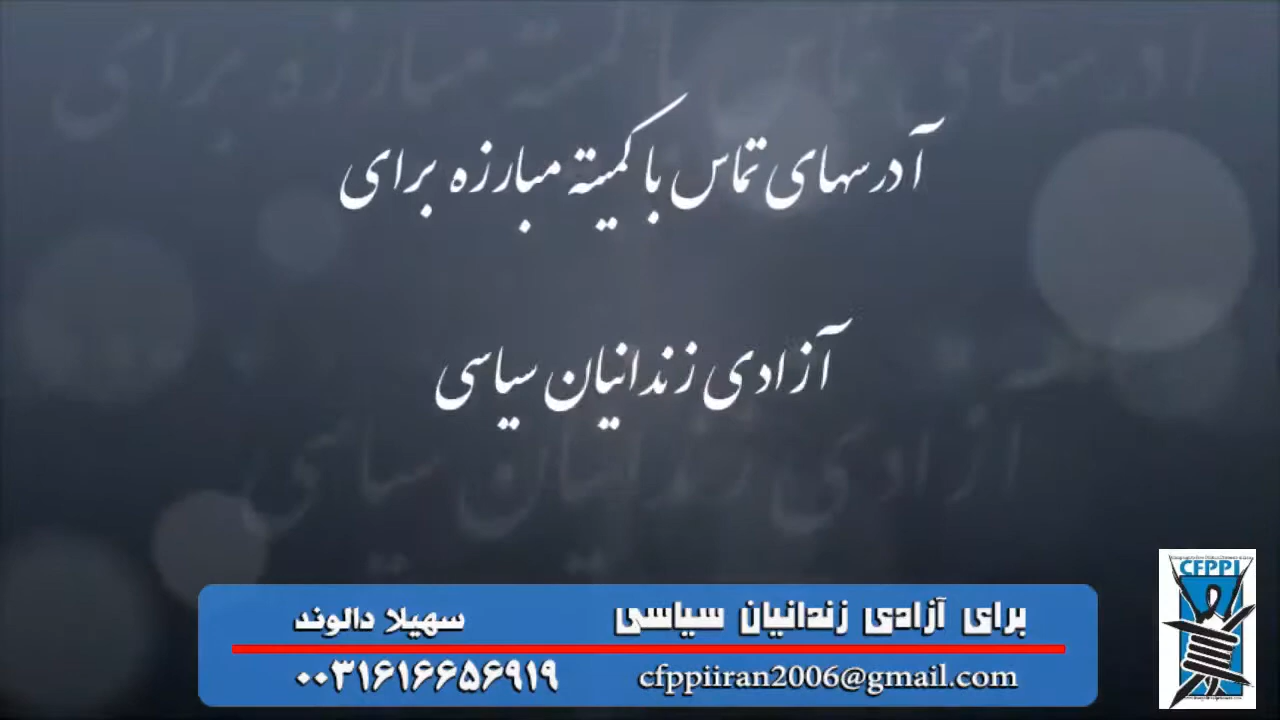 آدرسهای تماس با کمیته مبارزه برای
آزادی زندانیان سیاسی
برای آزادی زندانیان سیاسی
سهیلا دالوند
cfppiiran2006@gmail.com
۰۰۳۱۶۱۶۶۵۶۹۱۹
CFPPI